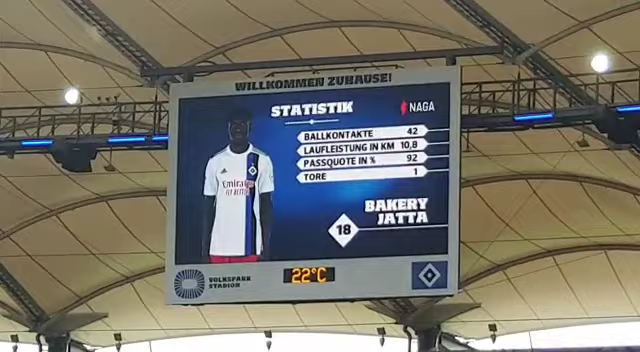 WILLKOMMEN ZUHAUSE!
STATISTIK
NAGA
BALLKONTAKTE 42
LAUFLEISTUNG IN KM 10,8
PASSQUOTE IN % 92
TORE 1
Emirates
BAKERY
JATTA
18
VOLKSPARK
STADION
22°C